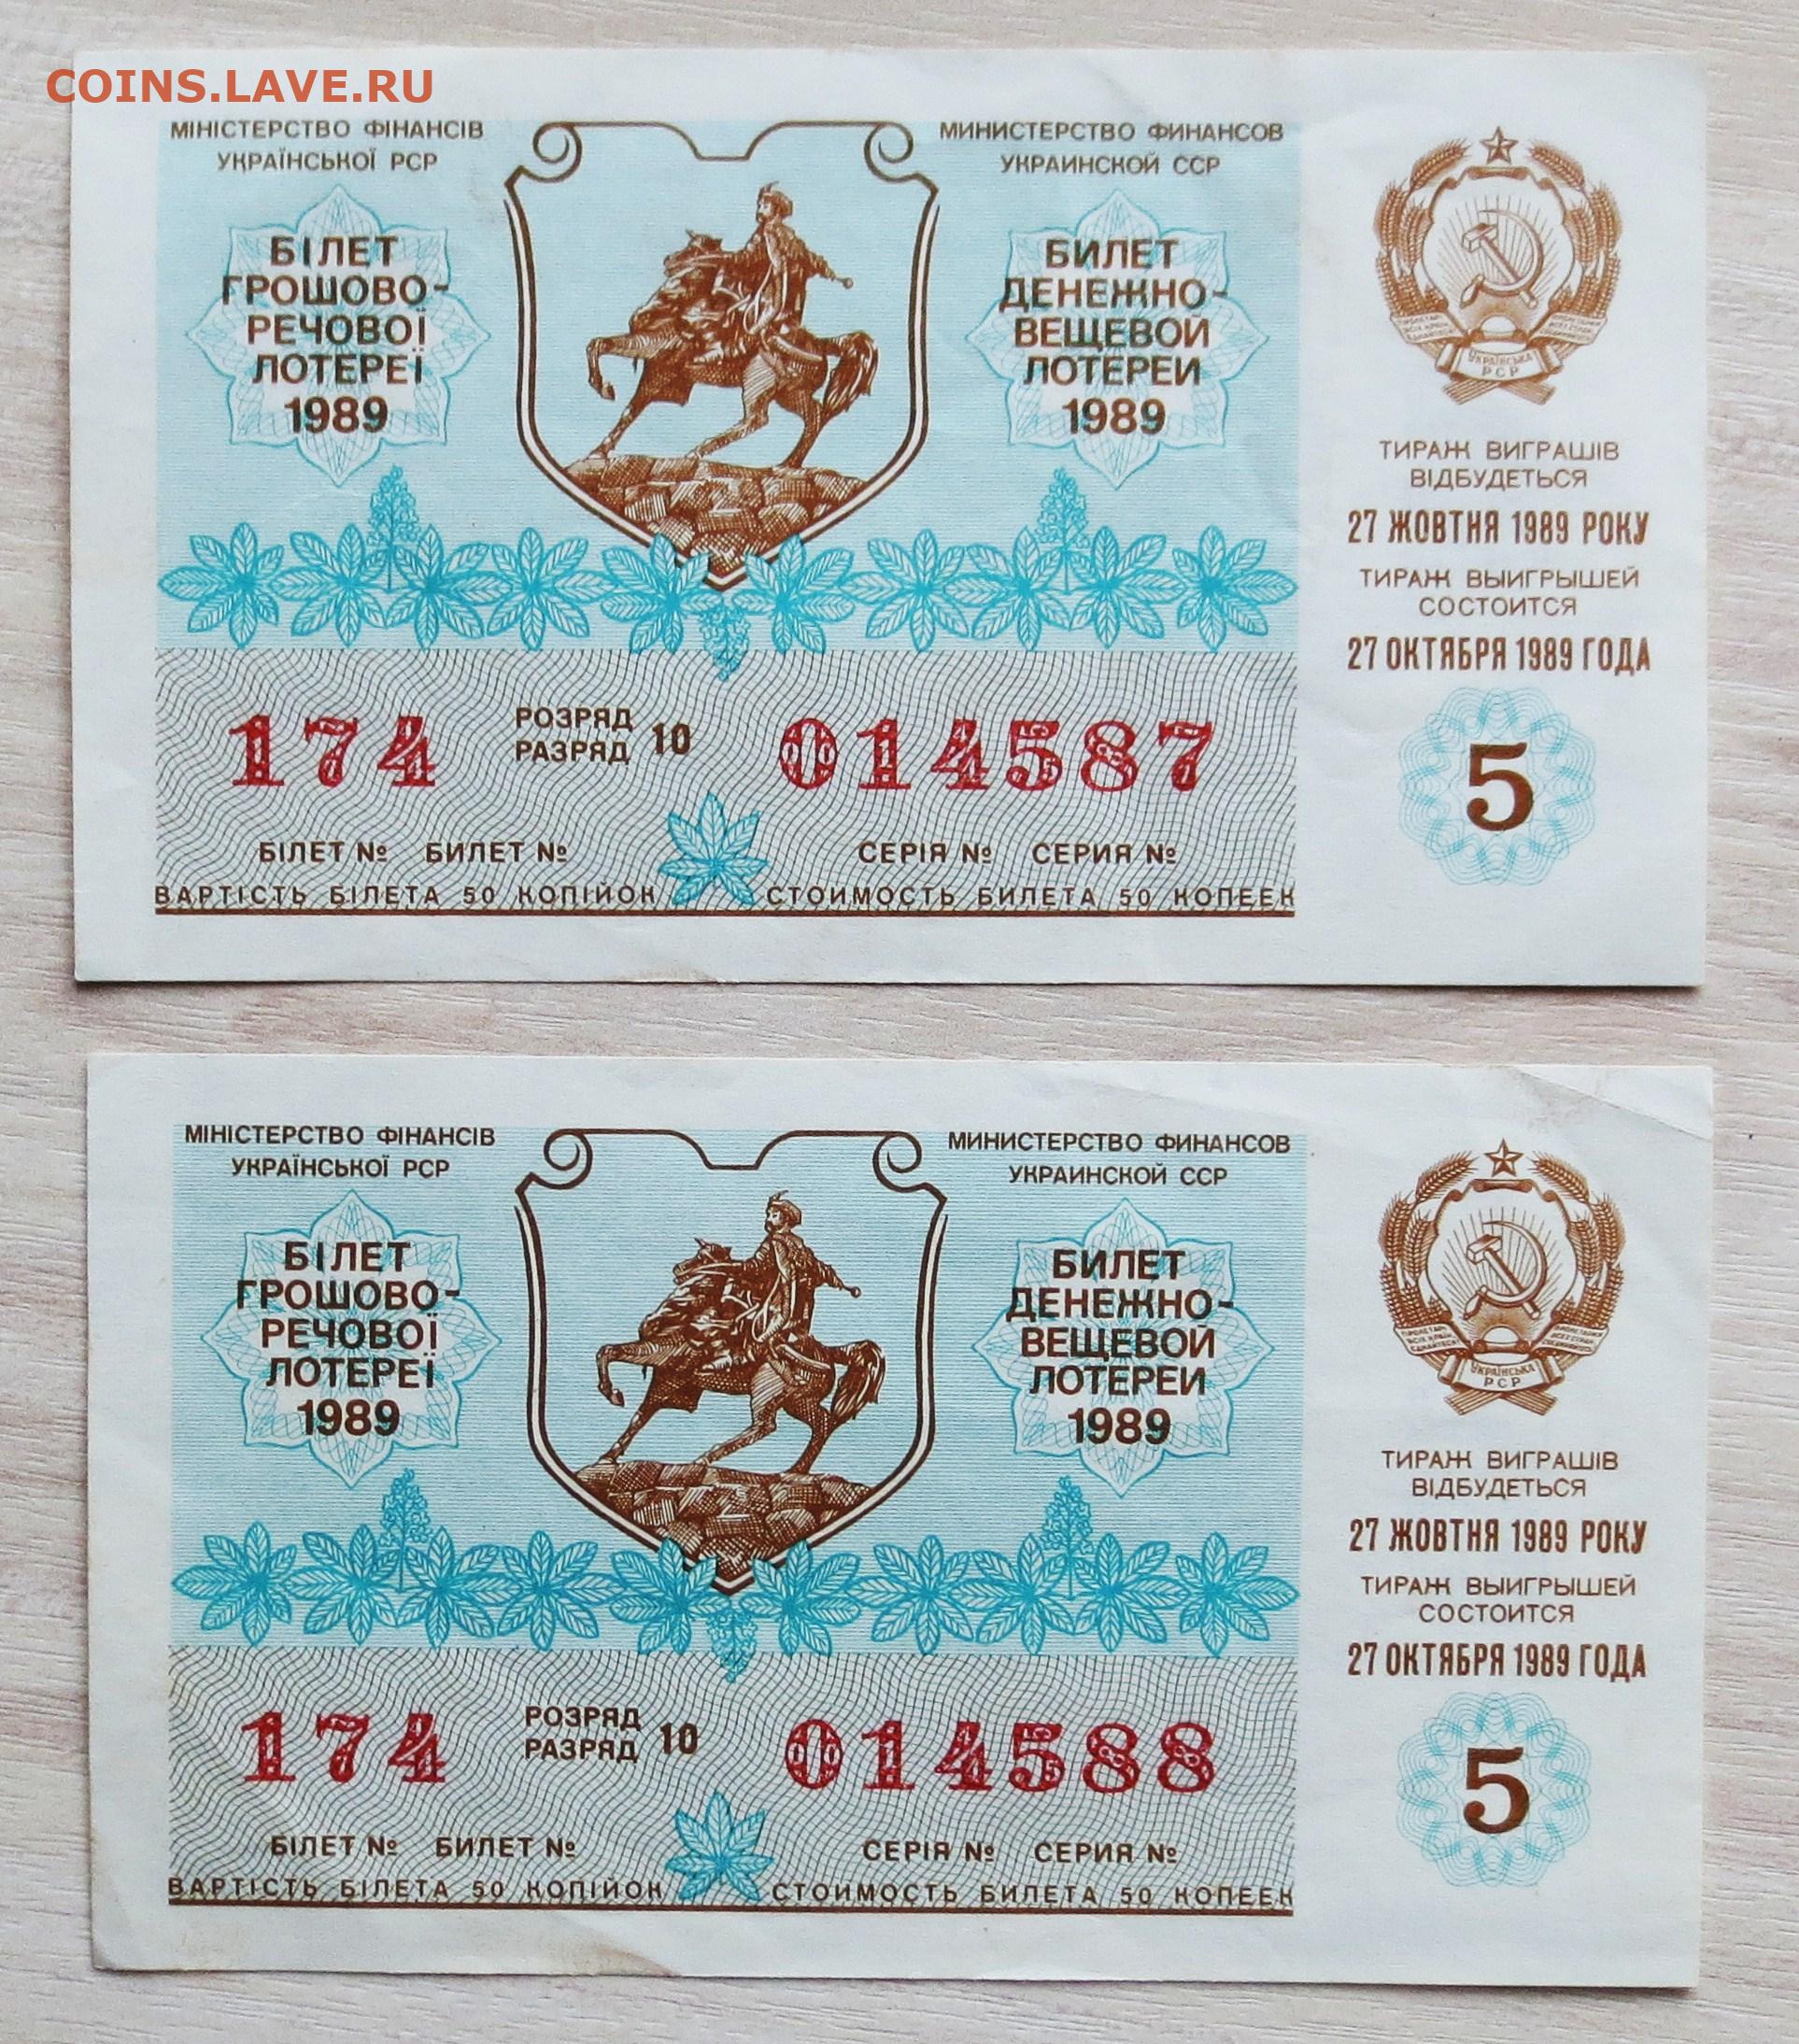 COINS.LAVE.RU
МІНІСТЕРСТВО ФІНАНСІВ
УКРАЇНСЬКОЇ РСР
МИНИСТЕРСТВО ФИНАНСОВ
УКРАИНСКОЙ ССР
БІЛЕТ
ГРОШОВО-
РЕЧОВОЇ
ЛОТЕРЕЇ
1989
БИЛЕТ
ДЕНЕЖНО-
ВЕЩЕВОЙ
ЛОТЕРЕИ
1989
УКРАЇНСЬКА
РСР
ТИРАЖ ВИГРАШІВ
ВІДБУДЕТЬСЯ
27 ЖОВТНЯ 1989 РОКУ
ТИРАЖ ВЫИГРЫШЕЙ
СОСТОИТСЯ
27 ОКТЯБРЯ 1989 ГОДА
5
174
РОЗРЯД
РАЗРЯД 10
014587
БІЛЕТ № БИЛЕТ №
СЕРІЯ № СЕРИЯ №
ВАРТІСТЬ БІЛЕТА 50 КОПІЙОК
СТОИМОСТЬ БИЛЕТА 50 КОПЕЕК
МІНІСТЕРСТВО ФІНАНСІВ
УКРАЇНСЬКОЇ РСР
МИНИСТЕРСТВО ФИНАНСОВ
УКРАИНСКОЙ ССР
БІЛЕТ
ГРОШОВО-
РЕЧОВОЇ
ЛОТЕРЕЇ
1989
БИЛЕТ
ДЕНЕЖНО-
ВЕЩЕВОЙ
ЛОТЕРЕИ
1989
УКРАЇНСЬКА
РСР
ТИРАЖ ВИГРАШІВ
ВІДБУДЕТЬСЯ
27 ЖОВТНЯ 1989 РОКУ
ТИРАЖ ВЫИГРЫШЕЙ
СОСТОИТСЯ
27 ОКТЯБРЯ 1989 ГОДА
5
174
РОЗРЯД
РАЗРЯД 10
014588
БІЛЕТ № БИЛЕТ №
СЕРІЯ № СЕРИЯ №
ВАРТІСТЬ БІЛЕТА 50 КОПІЙОК
СТОИМОСТЬ БИЛЕТА 50 КОПЕЕК